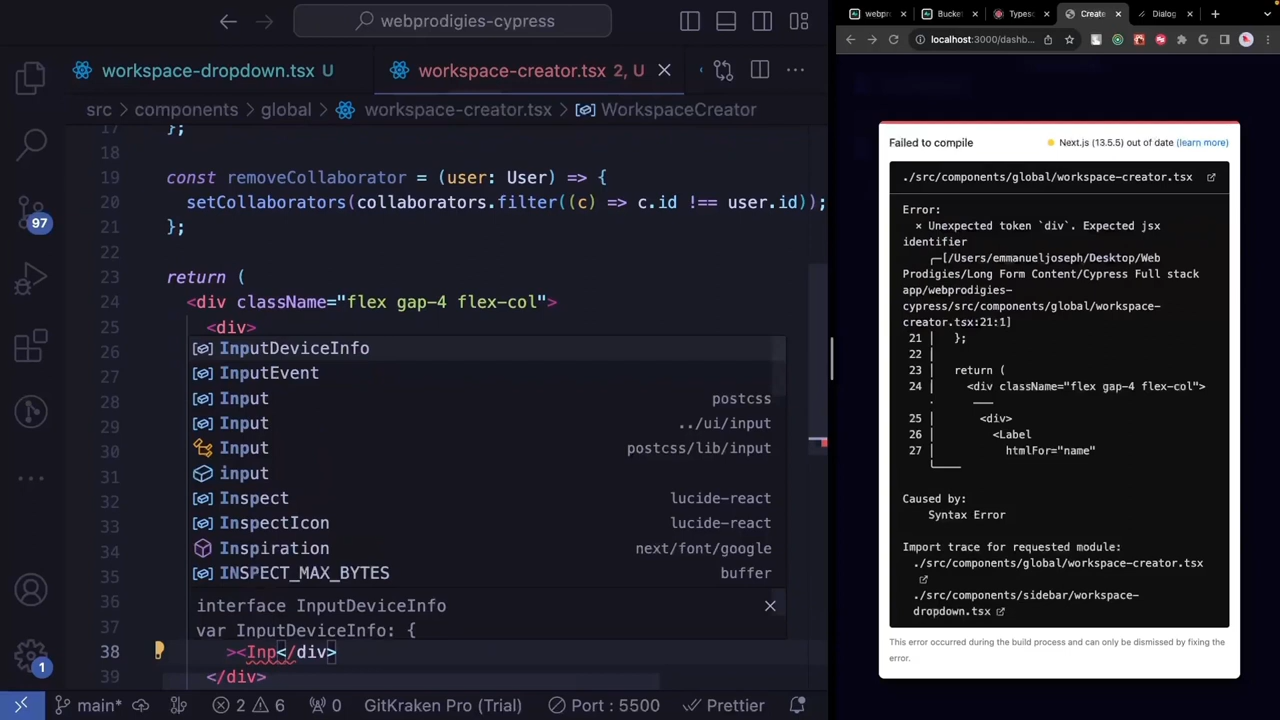 webprodigies-cypress
workspace-dropdown.tsx U
workspace-creator.tsx 2, U
src > components > global > workspace-creator.tsx > WorkspaceCreator
17 };
18
19 const removeCollaborator = (user: User) => {
20 setCollaborators(collaborators.filter((c) => c.id !== user.id));
21 };
22
23 return (
24 <div className="flex gap-4 flex-col">
25 <div>
26
28
29
30
31
32
33
34
35
36
37
InputDeviceInfo
InputEvent
Input postcss
Input ../ui/input
Input postcss/lib/input
input
Inspect lucide-react
InspectIcon lucide-react
Inspiration next/font/google
INSPECT_MAX_BYTES buffer
interface InputDeviceInfo
var InputDeviceInfo: {
38 ><Inp</div>
39 </div>
97
1
main* 2 6 0 GitKraken Pro (Trial) Port : 5500 Prettier
webpro Bucket Typesc Create Dialog
localhost:3000/dashb...
Failed to compile
Next.js (13.5.5) out of date (learn more)
./src/components/global/workspace-creator.tsx
Error:
× Unexpected token `div`. Expected jsx
identifier
╭─[/Users/emmanueljoseph/Desktop/Web
Prodigies/Long Form Content/Cypress Full stack
app/webprodigies-
cypress/src/components/global/workspace-
creator.tsx:21:1]
21 │ };
22 │
23 │ return (
24 │ <div className="flex gap-4 flex-col">
· ───
25 │ <div>
26 │ <Label
27 │ htmlFor="name"
╰────
Caused by:
Syntax Error
Import trace for requested module:
./src/components/global/workspace-creator.tsx
./src/components/sidebar/workspace-
dropdown.tsx
This error occurred during the build process and can only be dismissed by fixing the
error.